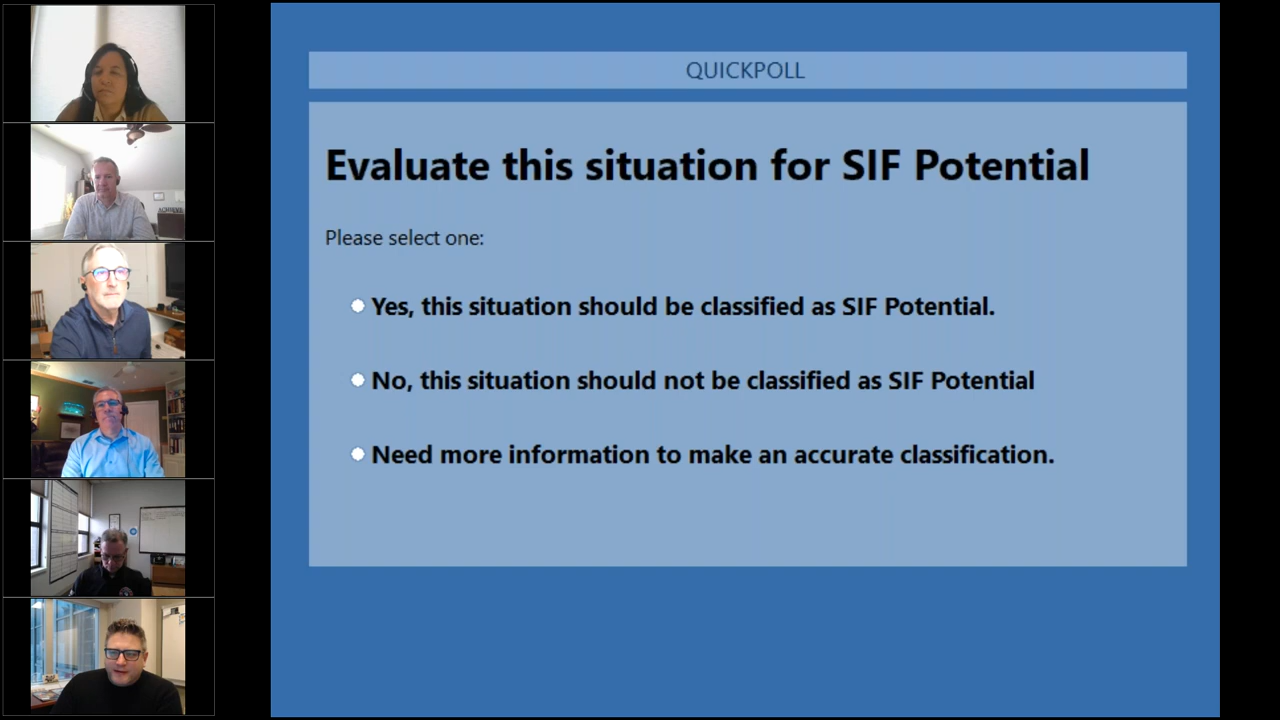 QUICKPOLL
Evaluate this situation for SIF Potential
Please select one:
Yes, this situation should be classified as SIF Potential.
No, this situation should not be classified as SIF Potential
Need more information to make an accurate classification.